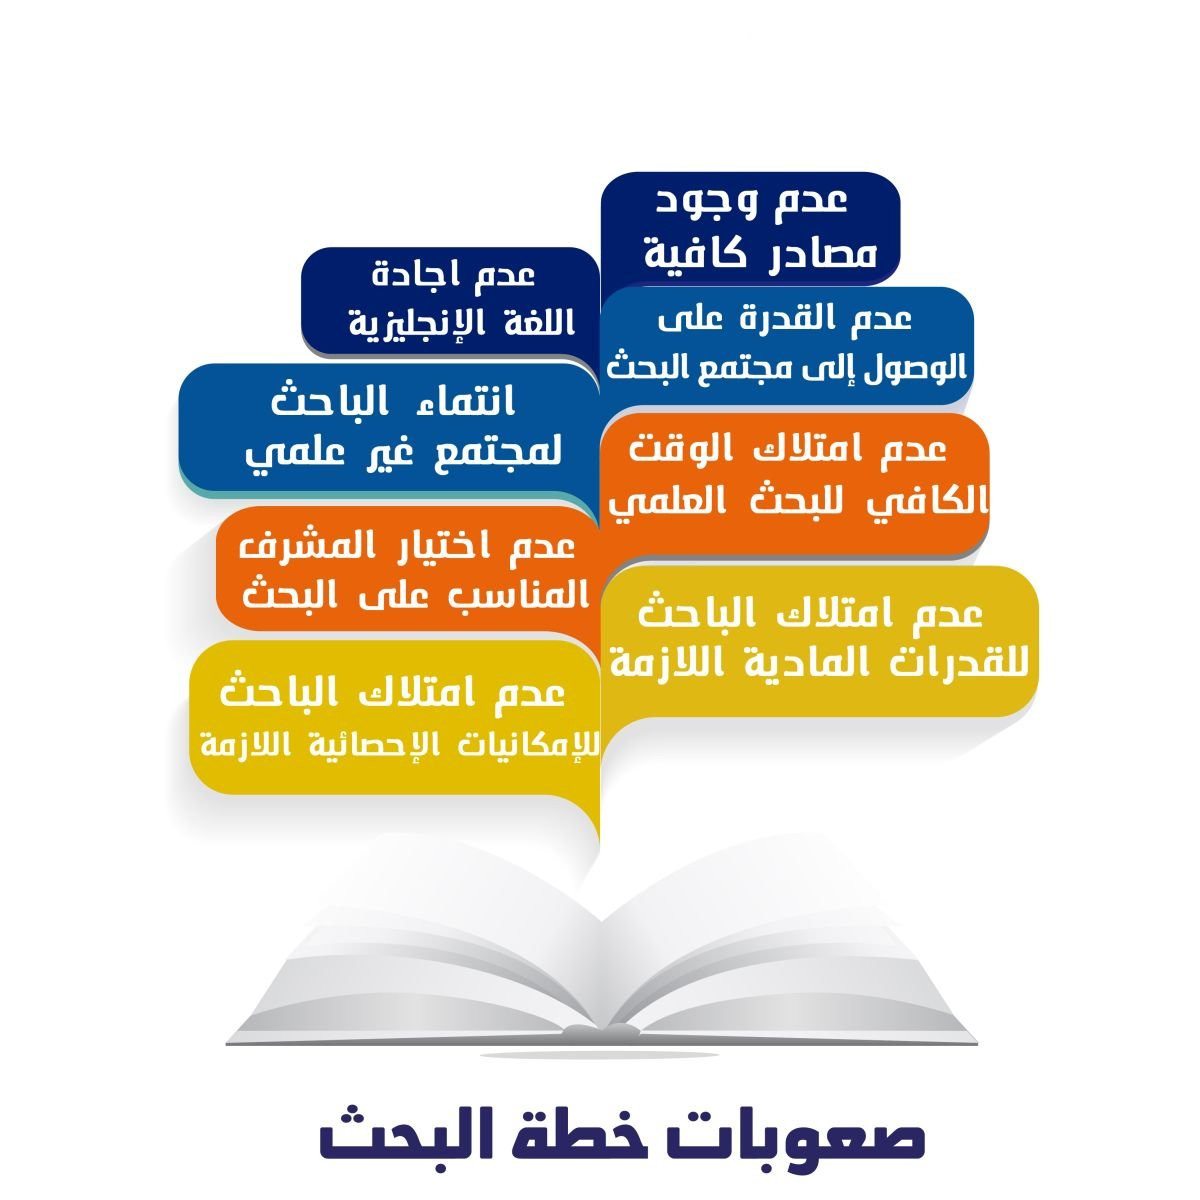 عدم وجود
مصادر كافية
عدم اجادة
اللغة الإنجليزية
عدم القدرة على
الوصول إلى مجتمع البحث
انتماء الباحث
لمجتمع غير علمي
عدم امتلاك الوقت
الكافي للبحث العلمي
عدم اختيار المشرف
المناسب على البحث
عدم امتلاك الباحث
للقدرات المادية اللازمة
عدم امتلاك الباحث
للإمكانيات الإحصائية اللازمة
صعوبات خطة البحث